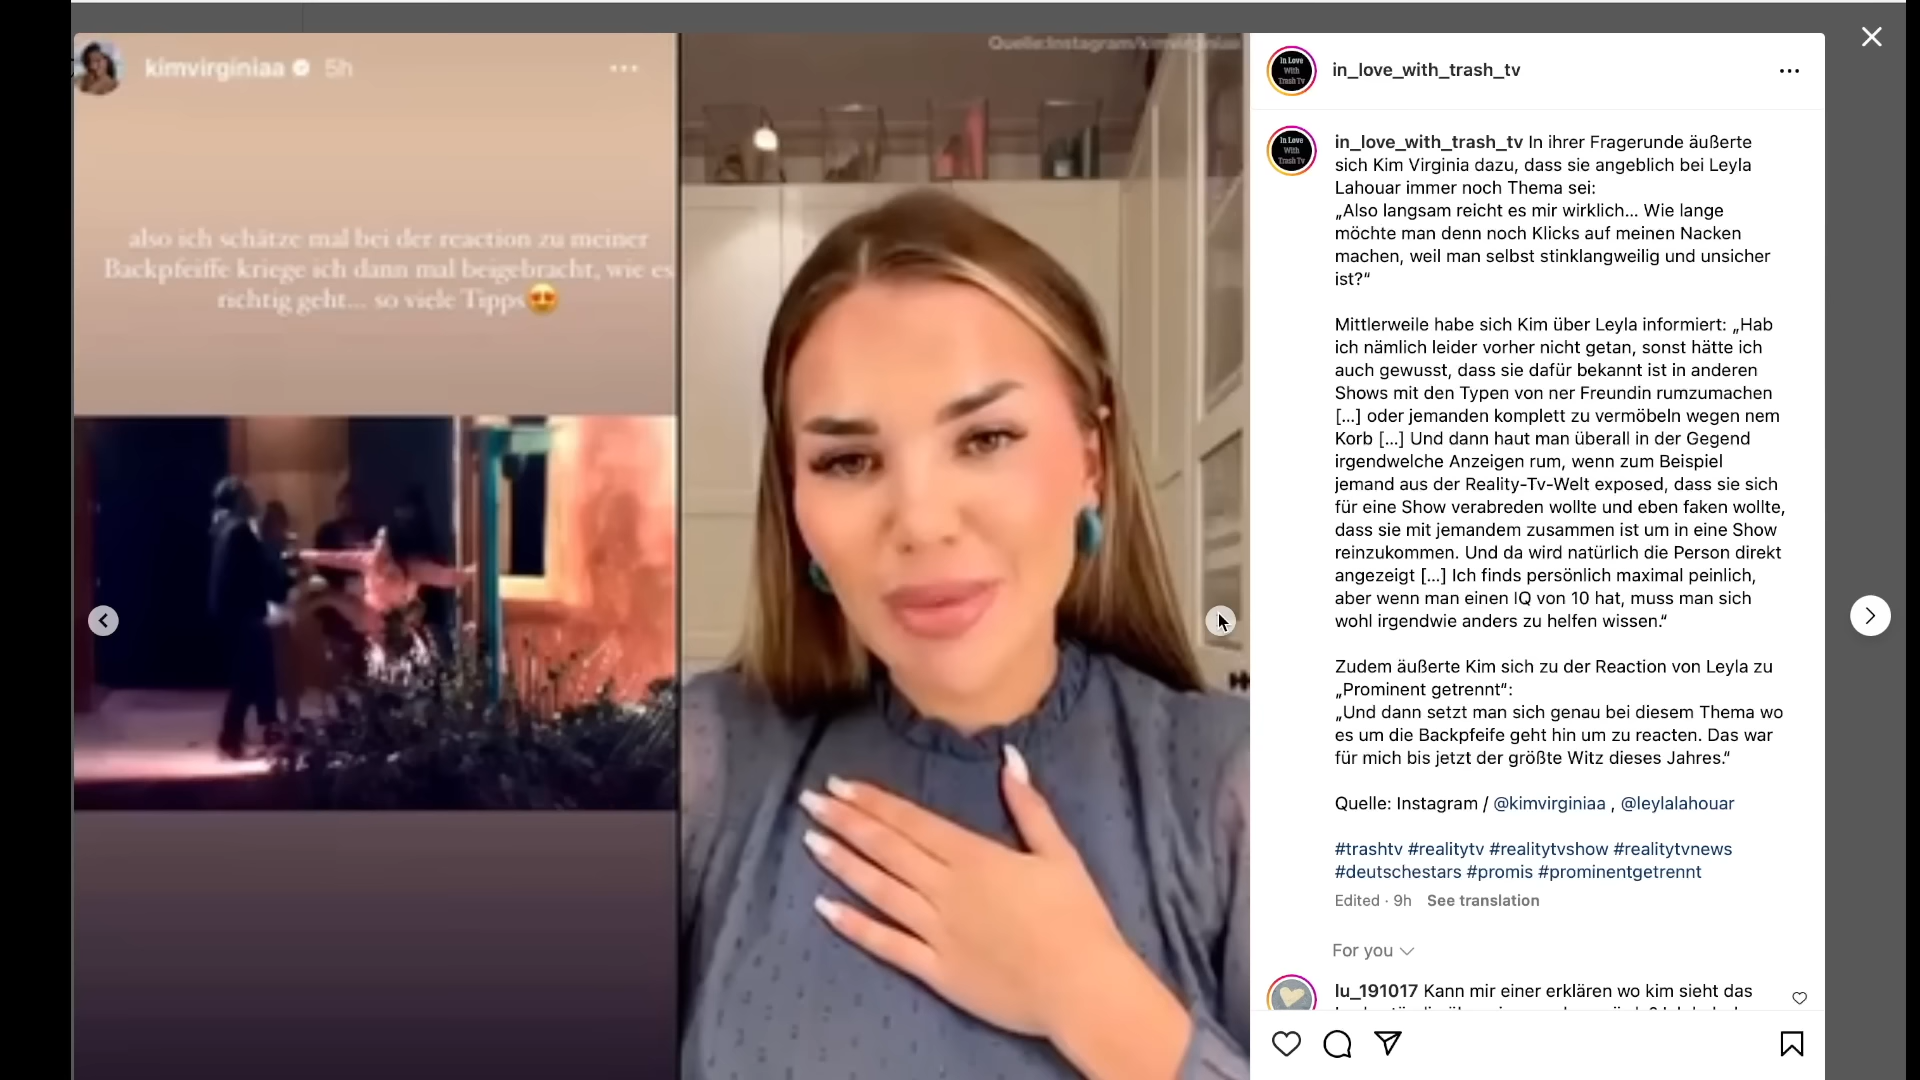 kimvirginiaa 5h
also ich schätze mal bei der reaction zu meiner
Backpfeiffe kriege ich dann mal beigebracht, wie es
richtig geht... so viele Tipps😍
Quelle:Instagram/kimvirginiaa
In Love
With
Trash Tv
in_love_with_trash_tv
In Love
With
Trash Tv
in_love_with_trash_tv In ihrer Fragerunde äußerte
sich Kim Virginia dazu, dass sie angeblich bei Leyla
Lahouar immer noch Thema sei:
„Also langsam reicht es mir wirklich... Wie lange
möchte man denn noch Klicks auf meinen Nacken
machen, weil man selbst stinklangweilig und unsicher
ist?“
Mittlerweile habe sich Kim über Leyla informiert: „Hab
ich nämlich leider vorher nicht getan, sonst hätte ich
auch gewusst, dass sie dafür bekannt ist in anderen
Shows mit den Typen von ner Freundin rumzumachen
[...] oder jemanden komplett zu vermöbeln wegen nem
Korb [...] Und dann haut man überall in der Gegend
irgendwelche Anzeigen rum, wenn zum Beispiel
jemand aus der Reality-Tv-Welt exposed, dass sie sich
für eine Show verabreden wollte und eben faken wollte,
dass sie mit jemandem zusammen ist um in eine Show
reinzukommen. Und da wird natürlich die Person direkt
angezeigt [...] Ich finds persönlich maximal peinlich,
aber wenn man einen IQ von 10 hat, muss man sich
wohl irgendwie anders zu helfen wissen.“
Zudem äußerte Kim sich zu der Reaction von Leyla zu
„Prominent getrennt“:
„Und dann setzt man sich genau bei diesem Thema wo
es um die Backpfeife geht hin um zu reacten. Das war
für mich bis jetzt der größte Witz dieses Jahres.“
Quelle: Instagram / @kimvirginiaa , @leylalahouar
#trashtv #realitytv #realitytvshow #realitytvnews
#deutschestars #promis #prominentgetrennt
Edited · 9h See translation
For you
lu_191017 Kann mir einer erklären wo kim sieht das